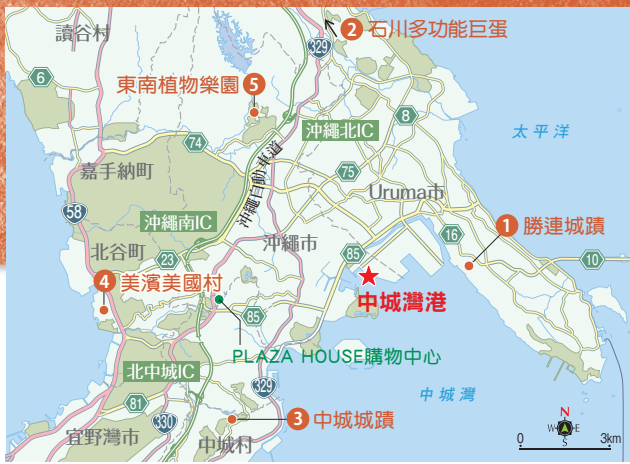 讀谷村
329
2 石川多功能巨蛋
6
東南植物樂園 5
8
沖繩北IC
太平洋
74
沖繩自動車道
75
嘉手納町
Uruma市
58
沖繩南IC
1 勝連城蹟
16
北谷町
沖繩市
85
10
23
4 美濱美國村
中城灣港
85
PLAZA HOUSE購物中心
北中城IC
329
中城灣
81
330
3 中城城蹟
宜野灣市
中城村
N
W E
S
0 3km